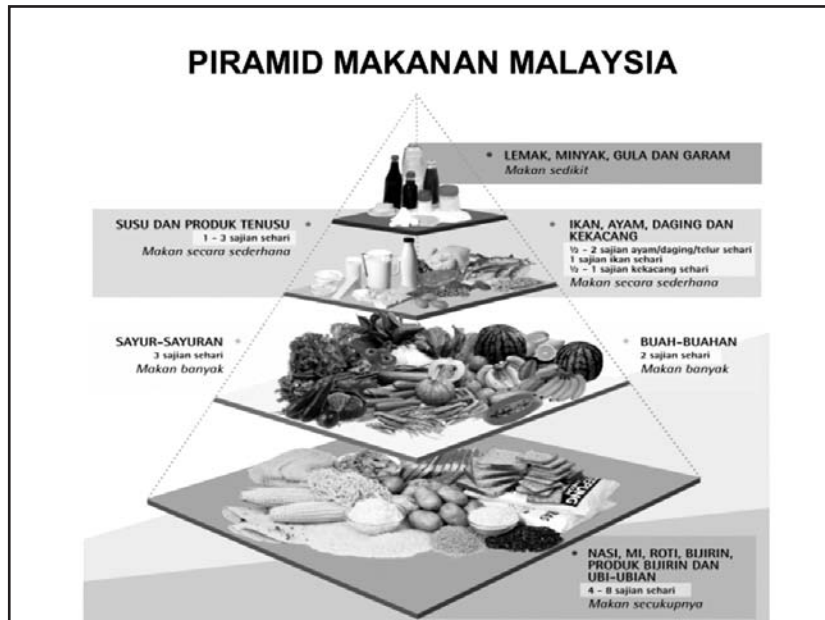 PIRAMID MAKANAN MALAYSIA
• LEMAK, MINYAK, GULA DAN GARAM
Makan sedikit
SUSU DAN PRODUK TENUSU •
1 – 3 sajian sehari
Makan secara sederhana
• IKAN, AYAM, DAGING DAN
KEKACANG
½ – 2 sajian ayam/daging/telur sehari
1 sajian ikan sehari
½ – 1 sajian kekacang sehari
Makan secara sederhana
SAYUR-SAYURAN •
3 sajian sehari
Makan banyak
• BUAH-BUAHAN
2 sajian sehari
Makan banyak
• NASI, MI, ROTI, BIJIRIN,
PRODUK BIJIRIN DAN
UBI-UBIAN
4 – 8 sajian sehari
Makan secukupnya